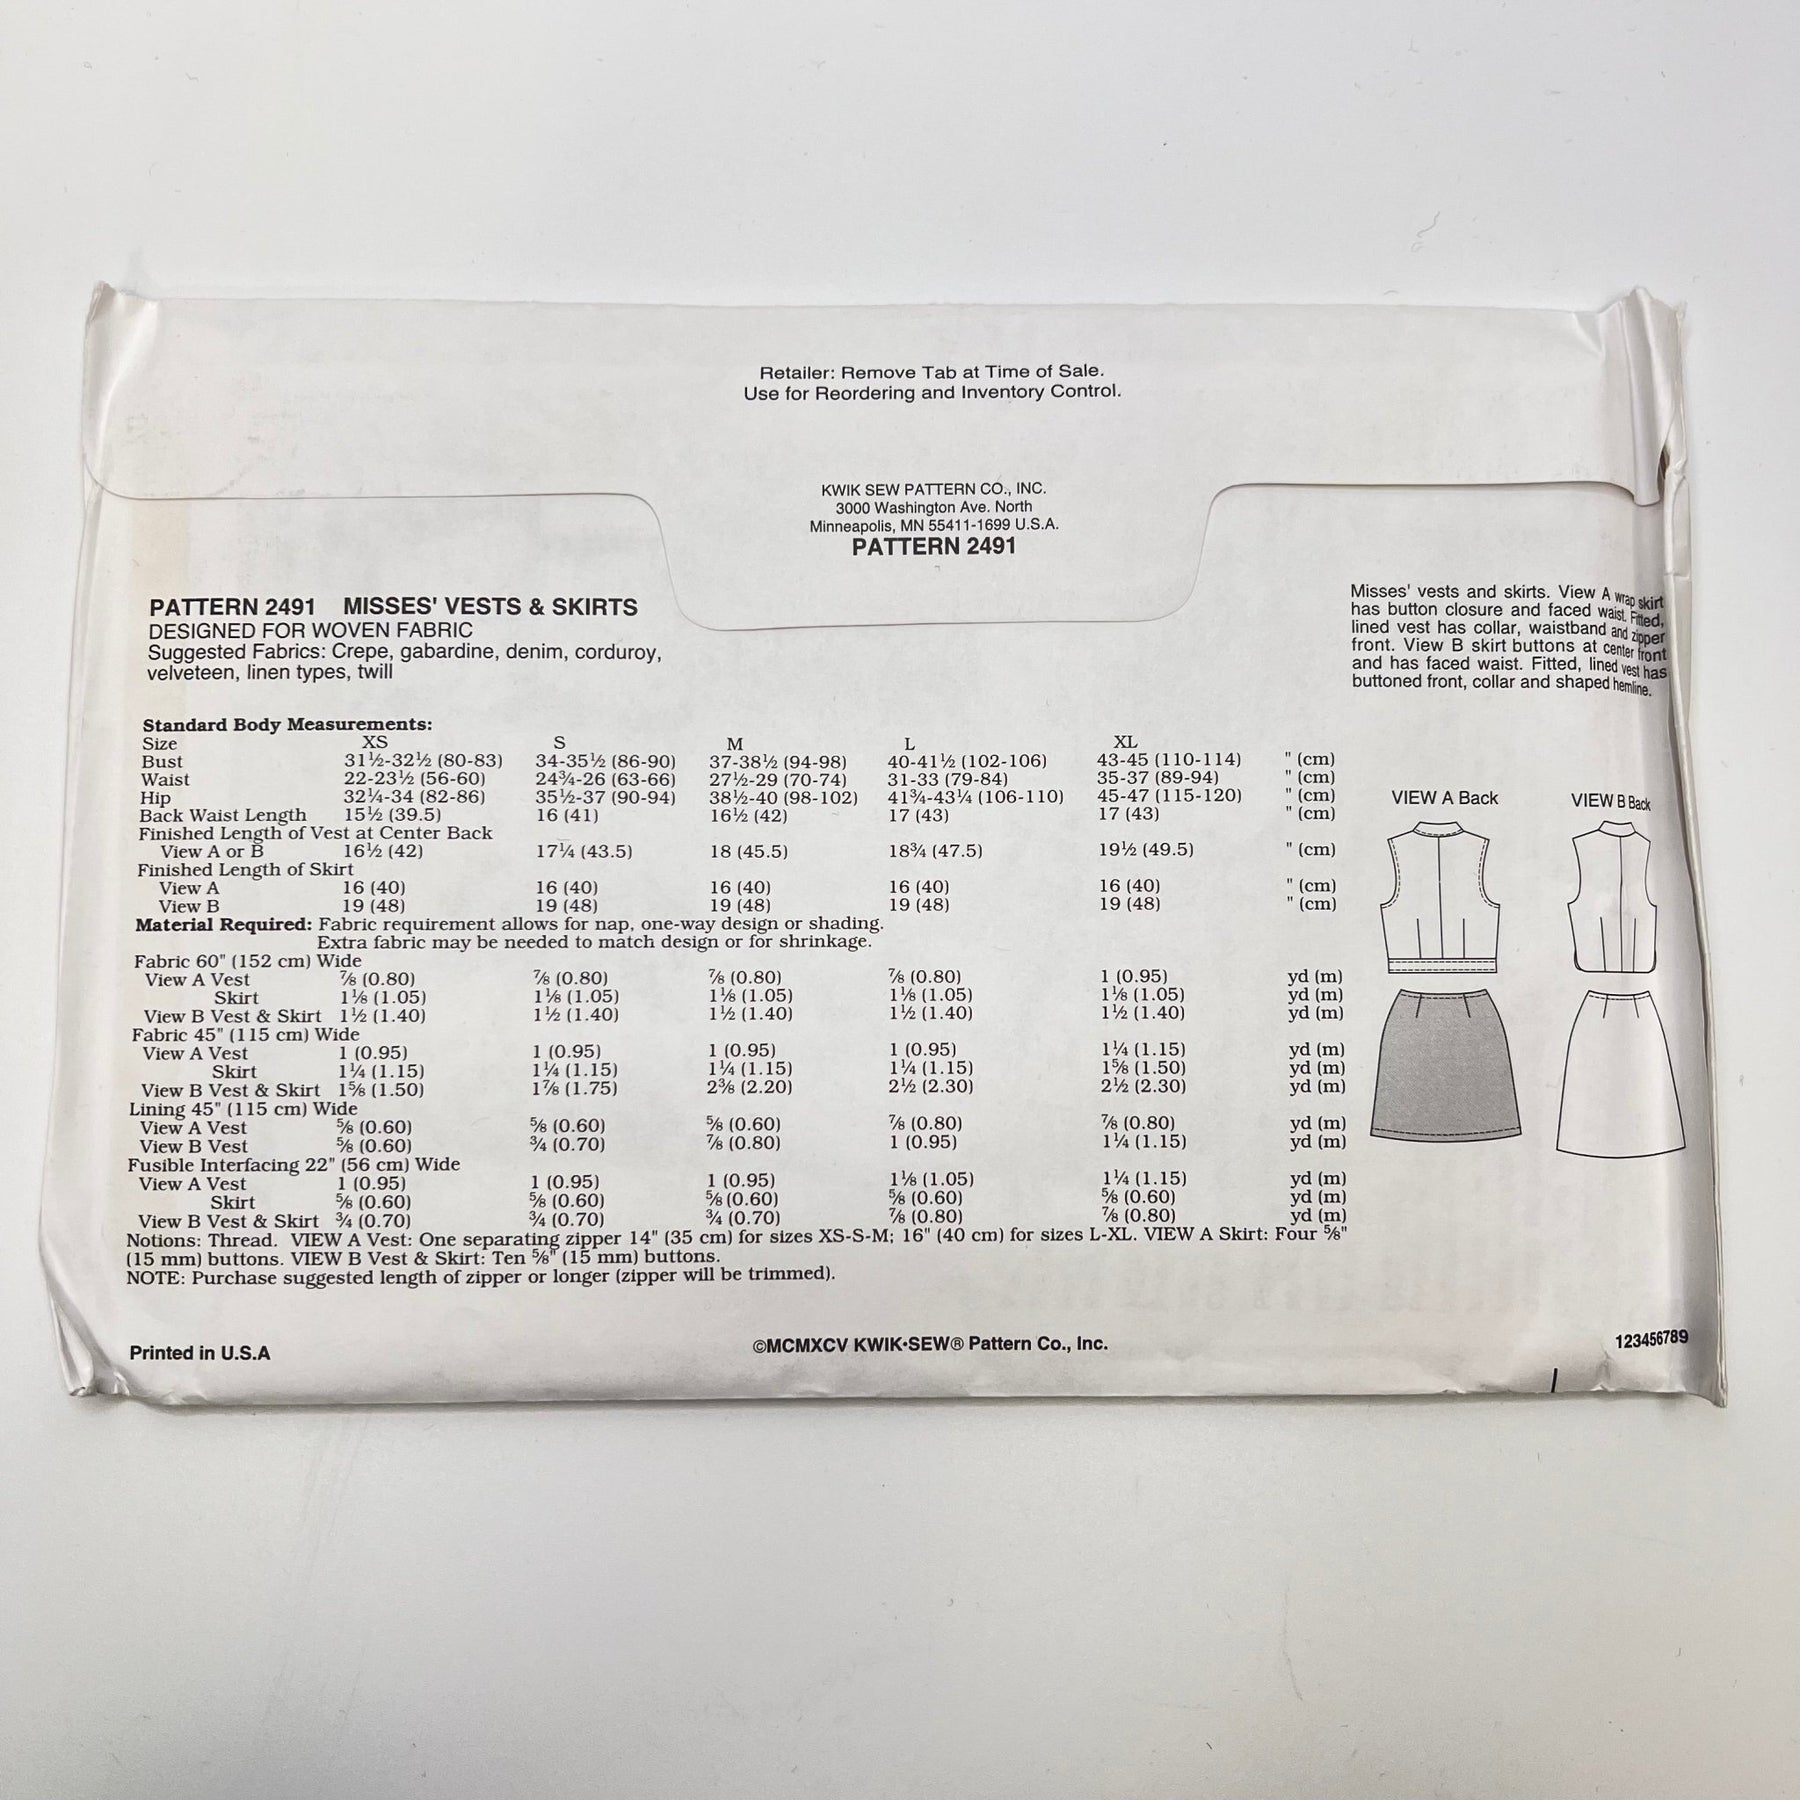 Retailer: Remove Tab at Time of Sale.
Use for Reordering and Inventory Control.
KWIK SEW PATTERN CO., INC.
3000 Washington Ave. North
Minneapolis, MN 55411-1699 U.S.A.
PATTERN 2491
PATTERN 2491 MISSES' VESTS & SKIRTS
DESIGNED FOR WOVEN FABRIC
Suggested Fabrics: Crepe, gabardine, denim, corduroy,
velveteen, linen types, twill
Misses' vests and skirts. View A wrap skirt
has button closure and faced waist. Fitted,
lined vest has collar, waistband and zipper
front. View B skirt buttons at center front
and has faced waist. Fitted, lined vest has
buttoned front, collar and shaped hemline.
Standard Body Measurements:
Size XS S M L XL
Bust 31½-32½ (80-83) 34-35½ (86-90) 37-38½ (94-98) 40-41½ (102-106) 43-45 (110-114) " (cm)
Waist 22-23½ (56-60) 24¾-26 (63-66) 27½-29 (70-74) 31-33 (79-84) 35-37 (89-94) " (cm)
Hip 32¼-34 (82-86) 35½-37 (90-94) 38½-40 (98-102) 41¾-43¼ (106-110) 45-47 (115-120) " (cm)
Back Waist Length 15½ (39.5) 16 (41) 16½ (42) 17 (43) 17 (43) " (cm)
Finished Length of Vest at Center Back
View A or B 16½ (42) 17¼ (43.5) 18 (45.5) 18¾ (47.5) 19½ (49.5) " (cm)
Finished Length of Skirt
View A 16 (40) 16 (40) 16 (40) 16 (40) 16 (40) " (cm)
View B 19 (48) 19 (48) 19 (48) 19 (48) 19 (48) " (cm)
Material Required: Fabric requirement allows for nap, one-way design or shading.
Extra fabric may be needed to match design or for shrinkage.
Fabric 60" (152 cm) Wide
View A Vest ⅞ (0.80) ⅞ (0.80) ⅞ (0.80) ⅞ (0.80) 1 (0.95) yd (m)
Skirt 1⅛ (1.05) 1⅛ (1.05) 1⅛ (1.05) 1⅛ (1.05) 1⅛ (1.05) yd (m)
View B Vest & Skirt 1½ (1.40) 1½ (1.40) 1½ (1.40) 1½ (1.40) 1½ (1.40) yd (m)
Fabric 45" (115 cm) Wide
View A Vest 1 (0.95) 1 (0.95) 1 (0.95) 1 (0.95) 1¼ (1.15) yd (m)
Skirt 1¼ (1.15) 1¼ (1.15) 1¼ (1.15) 1¼ (1.15) 1⅝ (1.50) yd (m)
View B Vest & Skirt 1⅝ (1.50) 1⅞ (1.75) 2⅜ (2.20) 2½ (2.30) 2½ (2.30) yd (m)
Lining 45" (115 cm) Wide
View A Vest ⅝ (0.60) ⅝ (0.60) ⅝ (0.60) ⅞ (0.80) ⅞ (0.80) yd (m)
View B Vest ⅝ (0.60) ¾ (0.70) ⅞ (0.80) 1 (0.95) 1¼ (1.15) yd (m)
Fusible Interfacing 22" (56 cm) Wide
View A Vest 1 (0.95) 1 (0.95) 1 (0.95) 1⅛ (1.05) 1¼ (1.15) yd (m)
Skirt ⅝ (0.60) ⅝ (0.60) ⅝ (0.60) ⅝ (0.60) ⅝ (0.60) yd (m)
View B Vest & Skirt ¾ (0.70) ¾ (0.70) ¾ (0.70) ⅞ (0.80) ⅞ (0.80) yd (m)
Notions: Thread. VIEW A Vest: One separating zipper 14" (35 cm) for sizes XS-S-M; 16" (40 cm) for sizes L-XL. VIEW A Skirt: Four ⅝"
(15 mm) buttons. VIEW B Vest & Skirt: Ten ⅝" (15 mm) buttons.
NOTE: Purchase suggested length of zipper or longer (zipper will be trimmed).
VIEW A Back
VIEW B Back
Printed in U.S.A
©MCMXCV KWIK•SEW® Pattern Co., Inc.
123456789